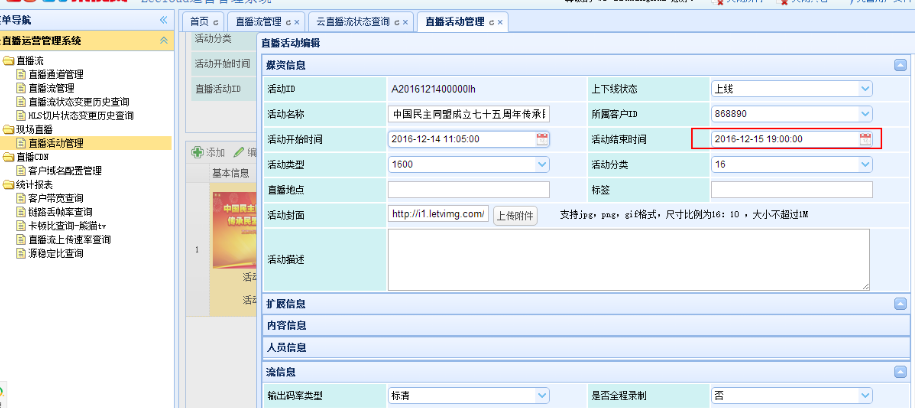 单导航
云直播运营管理系统
直播流
直播通道管理
直播流管理
直播流状态变更历史查询
HLS切片状态变更历史查询
现场直播
直播活动管理
直播CDN
客户域名配置管理
统计报表
客户带宽查询
链路丢帧率查询
卡顿比查询-熊猫tv
直播流上传速率查询
源稳定比查询
首页 直播流管理 云直播流状态查询 直播活动管理
活动分类
活动开始时间
直播活动ID
添加
基本信息
1
直播活动编辑
媒资信息
活动ID A2016121400000lh 上下线状态 上线
活动名称 中国民主同盟成立七十五周年传承 所属客户ID 868890
活动开始时间 2016-12-14 11:05:00 活动结束时间 2016-12-15 19:00:00
活动类型 1600 活动分类 16
直播地点 标签
活动封面 http://i1.letvimg.com/ 上传附件 支持jpg，png，gif格式，尺寸比例为16：10 ，大小不超过1M
活动描述
扩展信息
内容信息
人员信息
流信息
输出码率类型 标清 是否全程录制 否